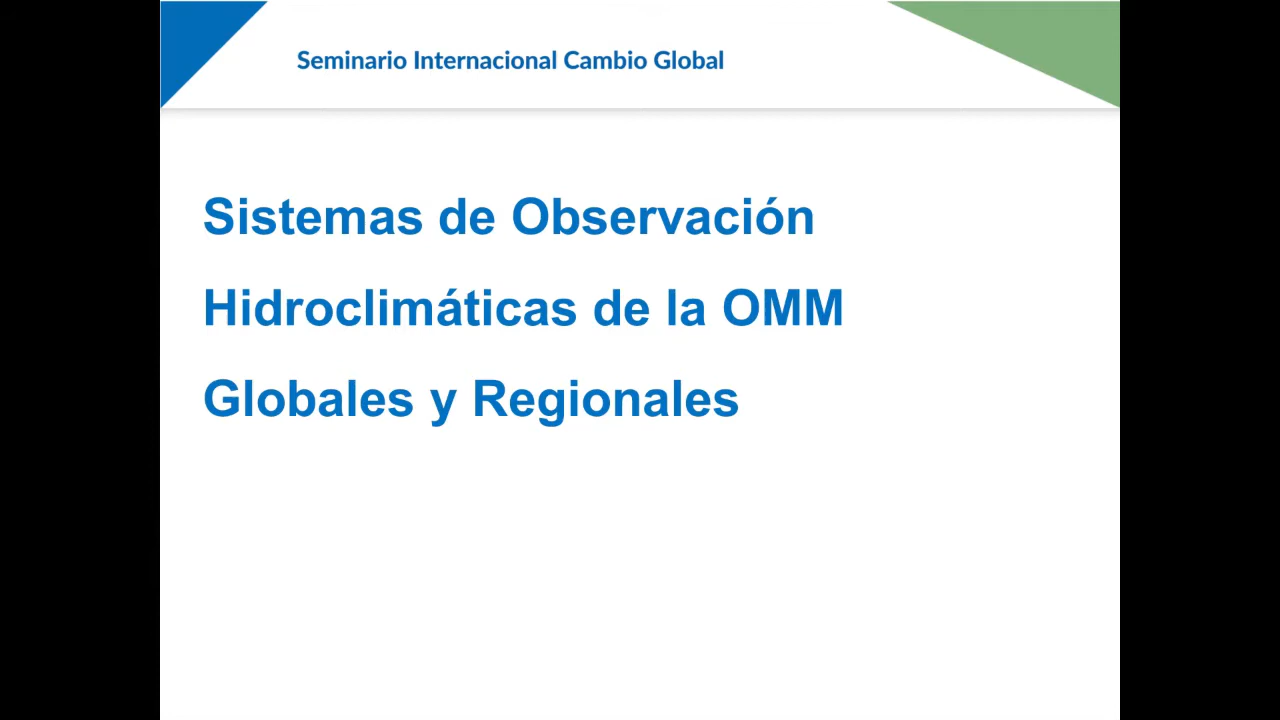 Seminario Internacional Cambio Global
Sistemas de Observación
Hidroclimáticas de la OMM
Globales y Regionales